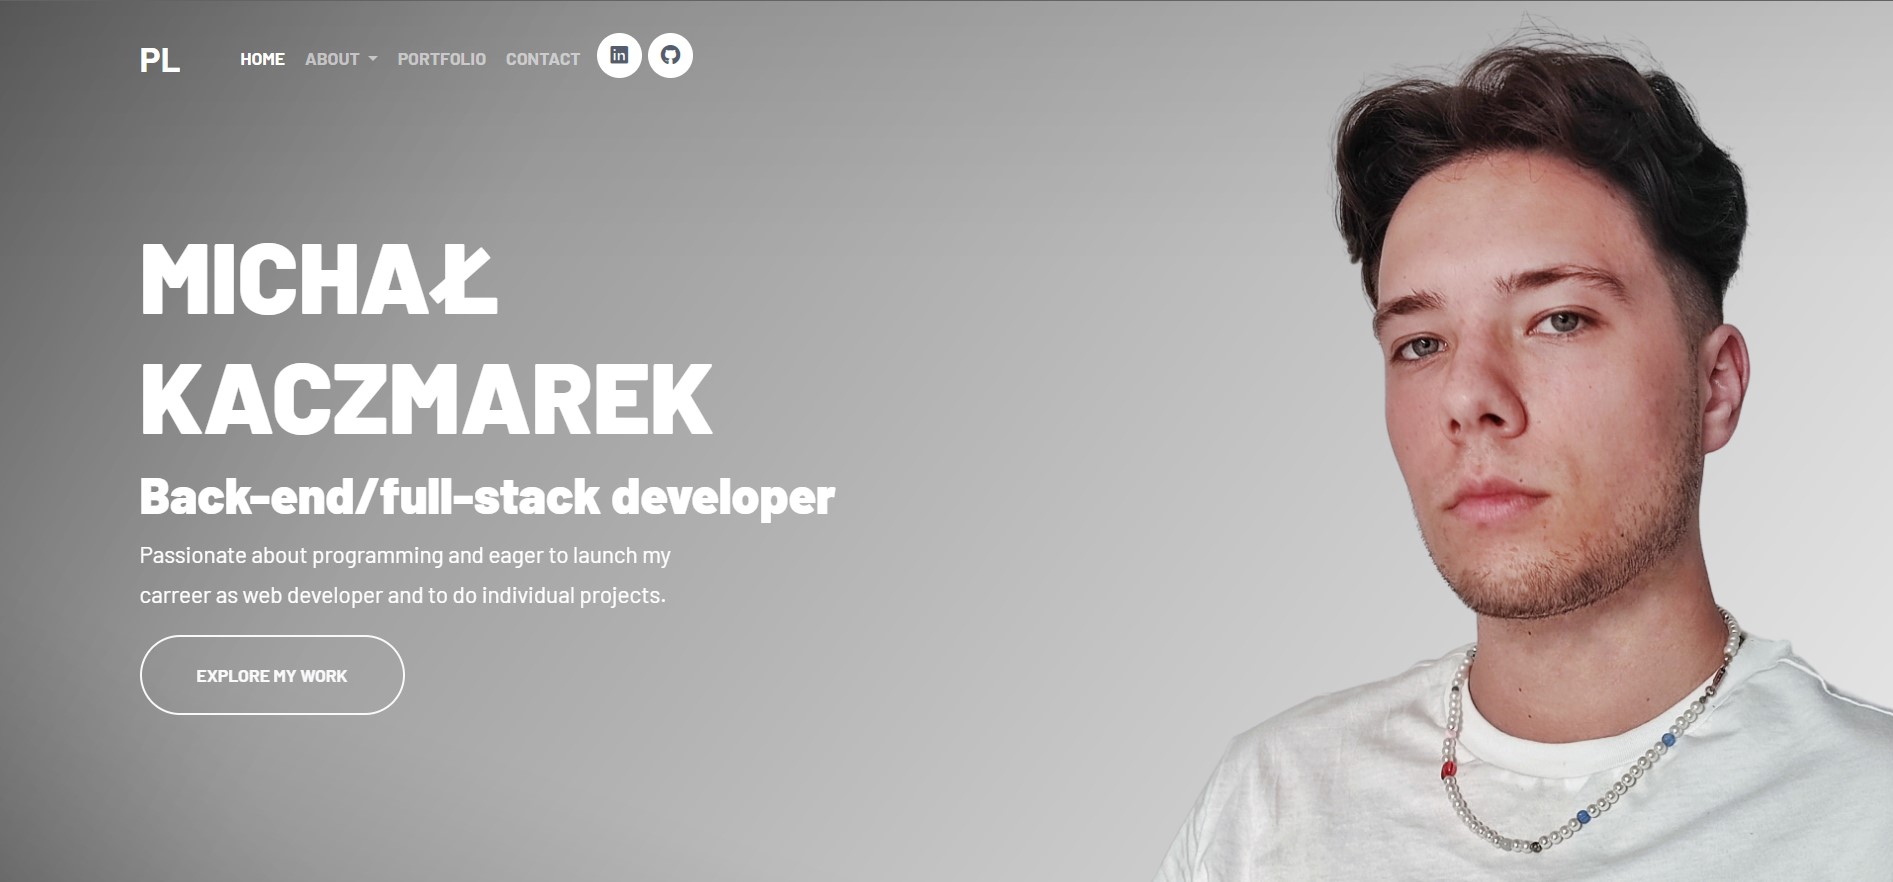 PL
HOME ABOUT PORTFOLIO CONTACT in
MICHAŁ
KACZMAREK
Back-end/full-stack developer
Passionate about programming and eager to launch my
carreer as web developer and to do individual projects.
EXPLORE MY WORK